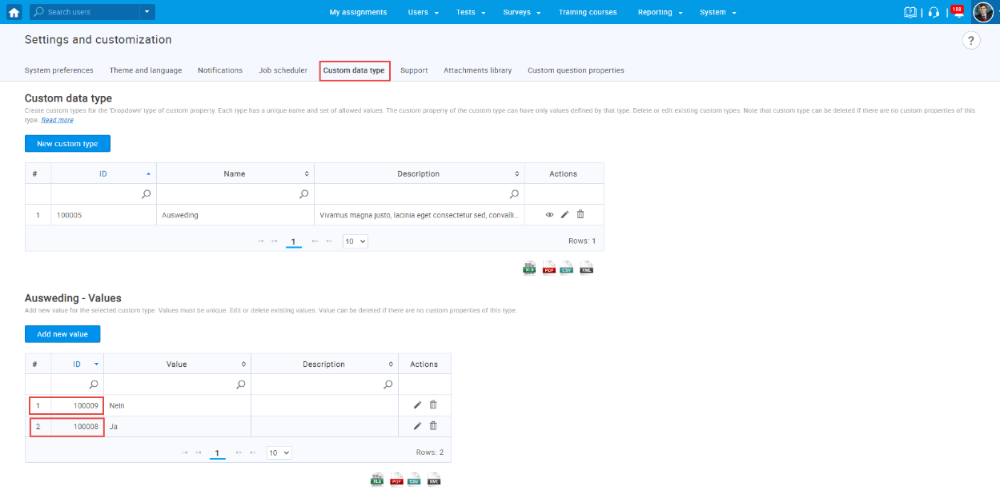 Search users
My assignments Users Tests Surveys Training courses Reporting System
188
Settings and customization
?
System preferences Theme and language Notifications Job scheduler Custom data type Support Attachments library Custom question properties
Custom data type
Create custom types for the 'Dropdown' type of custom property. Each type has a unique name and set of allowed values. The custom property of the custom type can have only values defined by that type. Delete or edit existing custom types. Note that custom type can be deleted if there are no custom properties of this
type. Read more
New custom type
# ID Name Description Actions
1 100005 Ausweding Vivamus magna justo, lacinia eget consectetur sed, convalli...
1 10 Rows: 1
XLS PDF CSV XML
Ausweding - Values
Add new value for the selected custom type. Values must be unique. Edit or delete existing values. Value can be deleted if there are no custom properties of this type.
Add new value
# ID Value Description Actions
1 100009 Nein
2 100008 Ja
1 10 Rows: 2
XLS PDF CSV XML